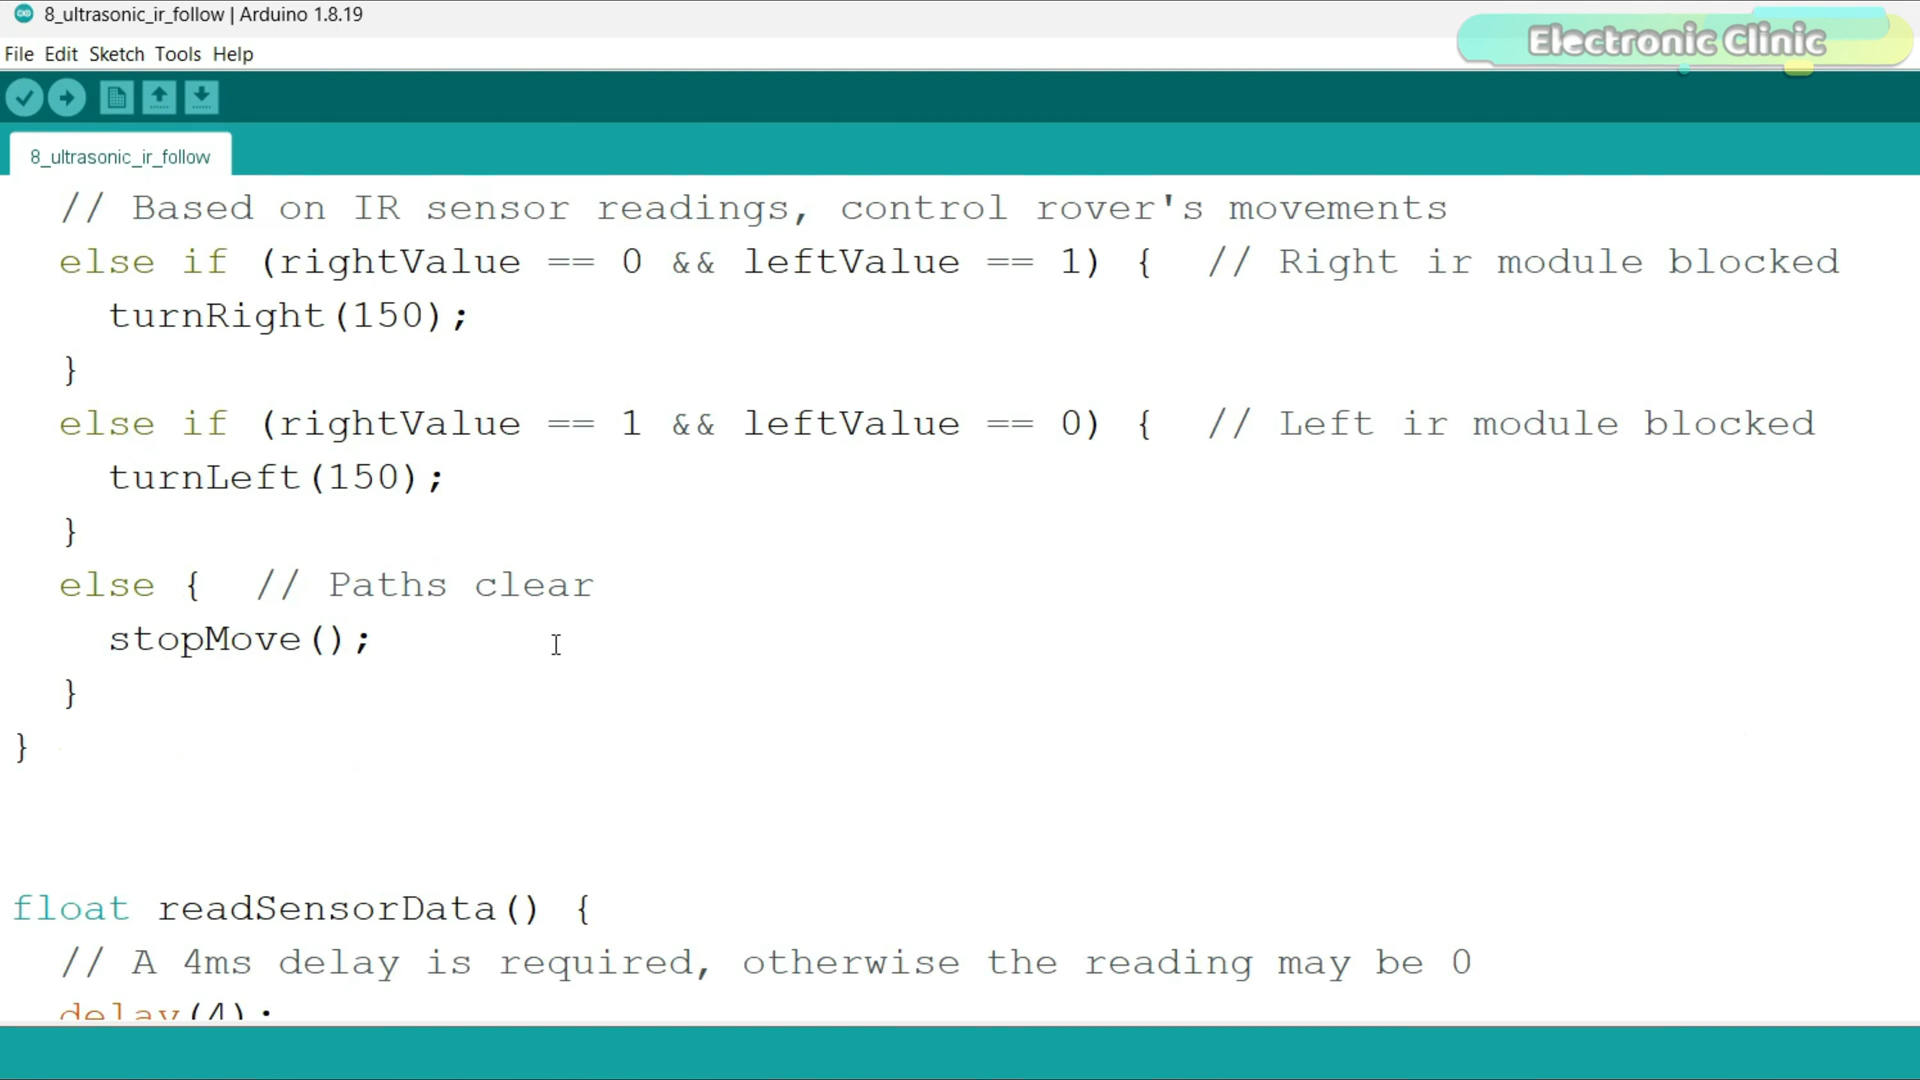 8_ultrasonic_ir_follow | Arduino 1.8.19
File Edit Sketch Tools Help
Electronic Clinic
8_ultrasonic_ir_follow
// Based on IR sensor readings, control rover's movements
else if (rightValue == 0 && leftValue == 1) { // Right ir module blocked
turnRight(150);
}
else if (rightValue == 1 && leftValue == 0) { // Left ir module blocked
turnLeft(150);
}
else { // Paths clear
stopMove();
}
}
float readSensorData() {
// A 4ms delay is required, otherwise the reading may be 0
delay(4);